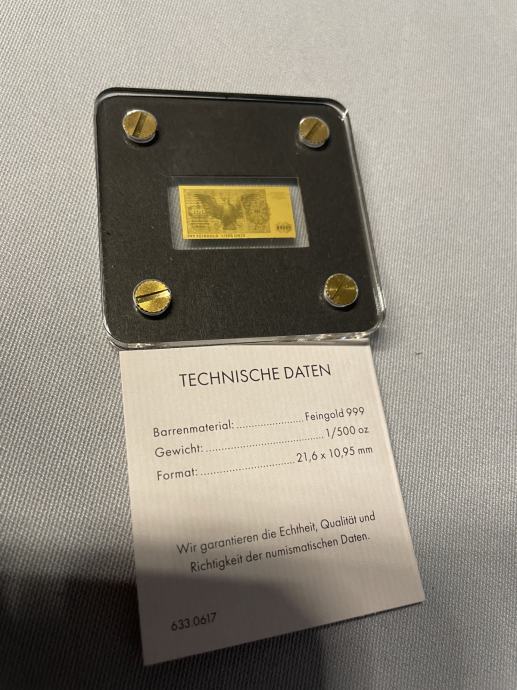 100
TECHNISCHE DATEN
Barrenmaterial: ...................... Feingold 999
Gewicht: ...................................... 1/500 oz
Format: .............................. 21,6 x 10,95 mm
Wir garantieren die Echtheit, Qualität und
Richtigkeit der numismatischen Daten.
633.0617